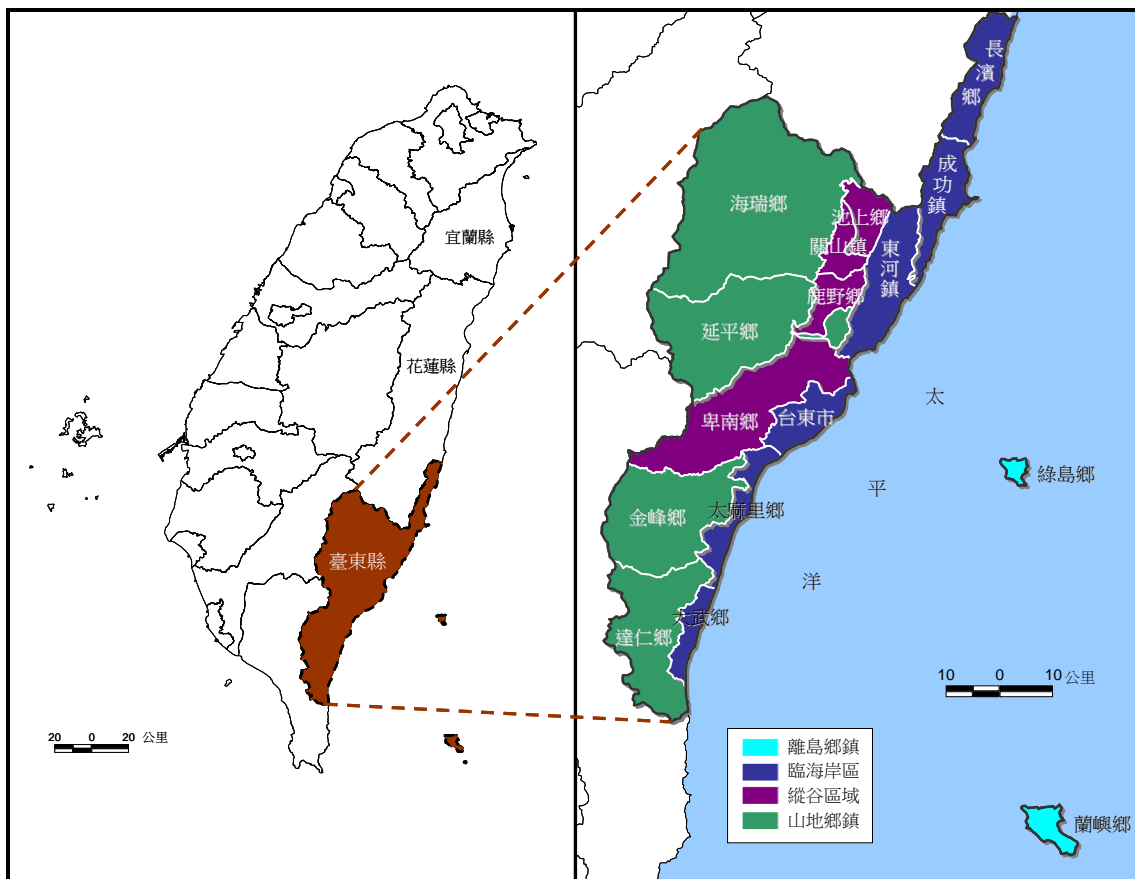 宜蘭縣
花蓮縣
臺東縣
20 0 20 公里
長濱鄉
成功鎮
海瑞鄉
池上鄉
關山鎮
東河鎮
鹿野鄉
延平鄉
卑南鄉
台東市
太平洋
綠島鄉
金峰鄉
太麻里鄉
大武鄉
達仁鄉
10 0 10 公里
離島鄉鎮
臨海岸區
縱谷區域
山地鄉鎮
蘭嶼鄉